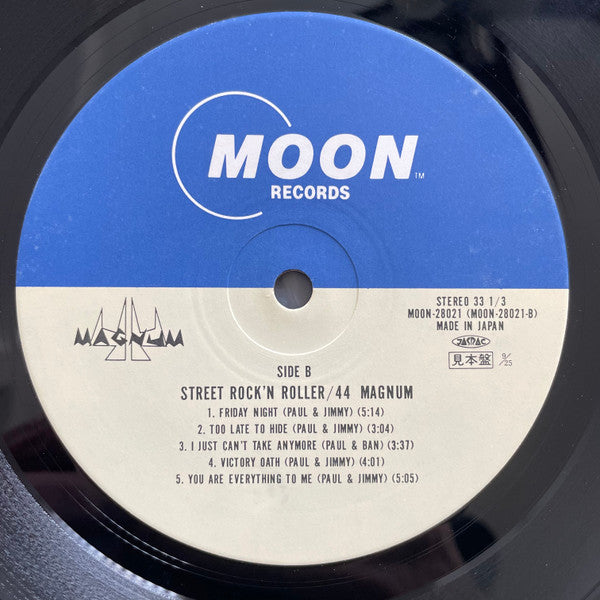 MOON™
RECORDS
STEREO 33 1/3
MOON-28021 (MOON-28021-B)
MADE IN JAPAN
JASRAC
見本盤 9/25
MAGNUM
SIDE B
STREET ROCK'N ROLLER/44 MAGNUM
1. FRIDAY NIGHT (PAUL & JIMMY) (5:14)
2. TOO LATE TO HIDE (PAUL & JIMMY) (3:04)
3. I JUST CAN'T TAKE ANYMORE (PAUL & BAN) (3:37)
4. VICTORY OATH (PAUL & JIMMY) (4:01)
5. YOU ARE EVERYTHING TO ME (PAUL & JIMMY) (5:05)